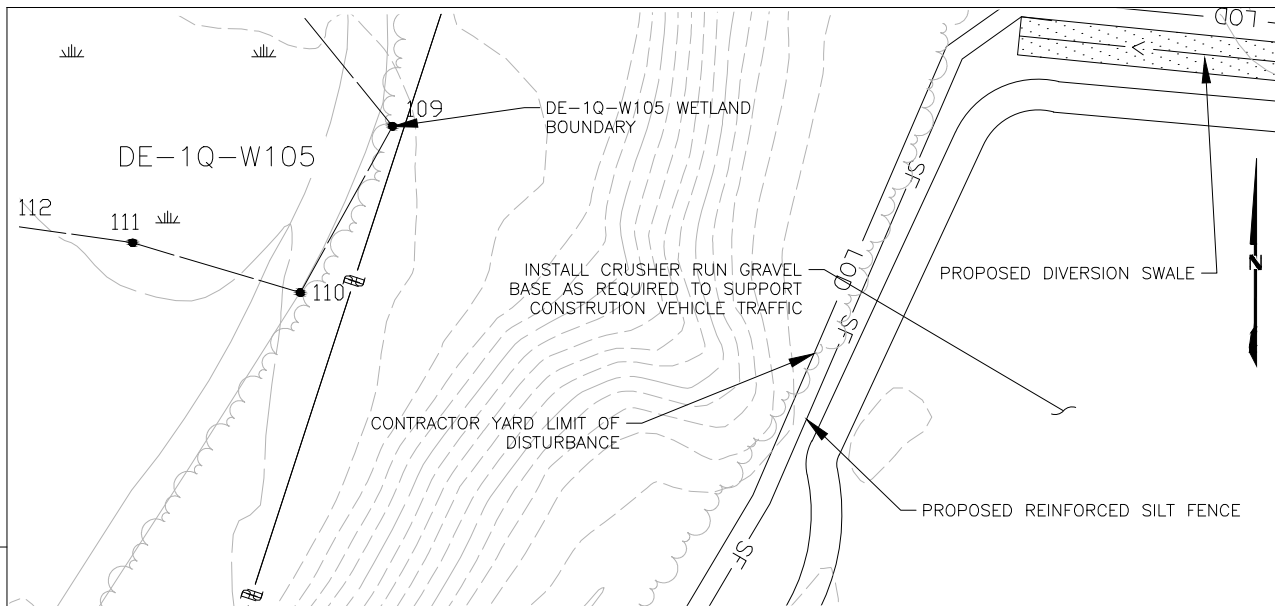 LOD
109
DE-1Q-W105 WETLAND
BOUNDARY
DE-1Q-W105
SF
112
111
LOD
N
INSTALL CRUSHER RUN GRAVEL
BASE AS REQUIRED TO SUPPORT
CONSTRUTION VEHICLE TRAFFIC
PROPOSED DIVERSION SWALE
110
SF
CONTRACTOR YARD LIMIT OF
DISTURBANCE
PROPOSED REINFORCED SILT FENCE
SF